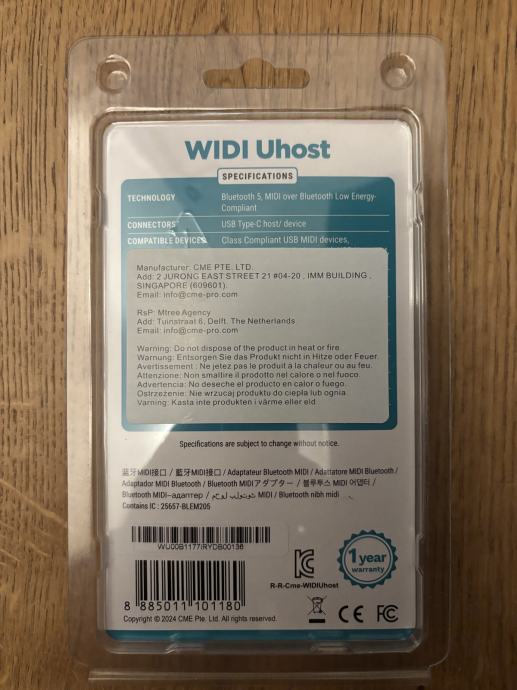 WIDI Uhost
SPECIFICATIONS
TECHNOLOGY Bluetooth 5, MIDI over Bluetooth Low Energy-
Compliant
CONNECTORS USB Type-C host/ device
COMPATIBLE DEVICES Class Compliant USB MIDI devices,
Manufacturer: CME PTE. LTD.
Add: 2 JURONG EAST STREET 21 #04-20 , IMM BUILDING ,
SINGAPORE (609601).
Email: info@cme-pro.com
RsP: Mtree Agency
Add: Tuinstraat 6, Delft. The Netherlands
Email: info@cme-pro.com
Warning: Do not dispose of the product in heat or fire.
Warnung: Entsorgen Sie das Produkt nicht in Hitze oder Feuer.
Avertissement : Ne jetez pas le produit à la chaleur ou au feu.
Attenzione: Non smaltire il prodotto nel calore o nel fuoco.
Advertencia: No deseche el producto en calor o fuego.
Ostrzeżenie: Nie wrzucaj produktu do ciepła lub ognia.
Varning: Kasta inte produkten i värme eller eld.
Specifications are subject to change without notice.
蓝牙MIDI接口 / 藍牙MIDI接口 / Adaptateur Bluetooth MIDI / Adattatore MIDI Bluetooth /
Adaptador MIDI Bluetooth / Bluetooth MIDIアダプター / 블루투스 MIDI 어댑터 /
Bluetooth MIDI-адаптер / محول بلوتوث MIDI / Bluetooth nibh midi
Contains IC : 25657-BLEM205
WU00B1177iRYDB00136
R-R-Cme-WIDIUhost
1 year
warranty
8 885011 101180
CE FC
Copyright © 2024 CME Pte. Ltd. All rights reserved.